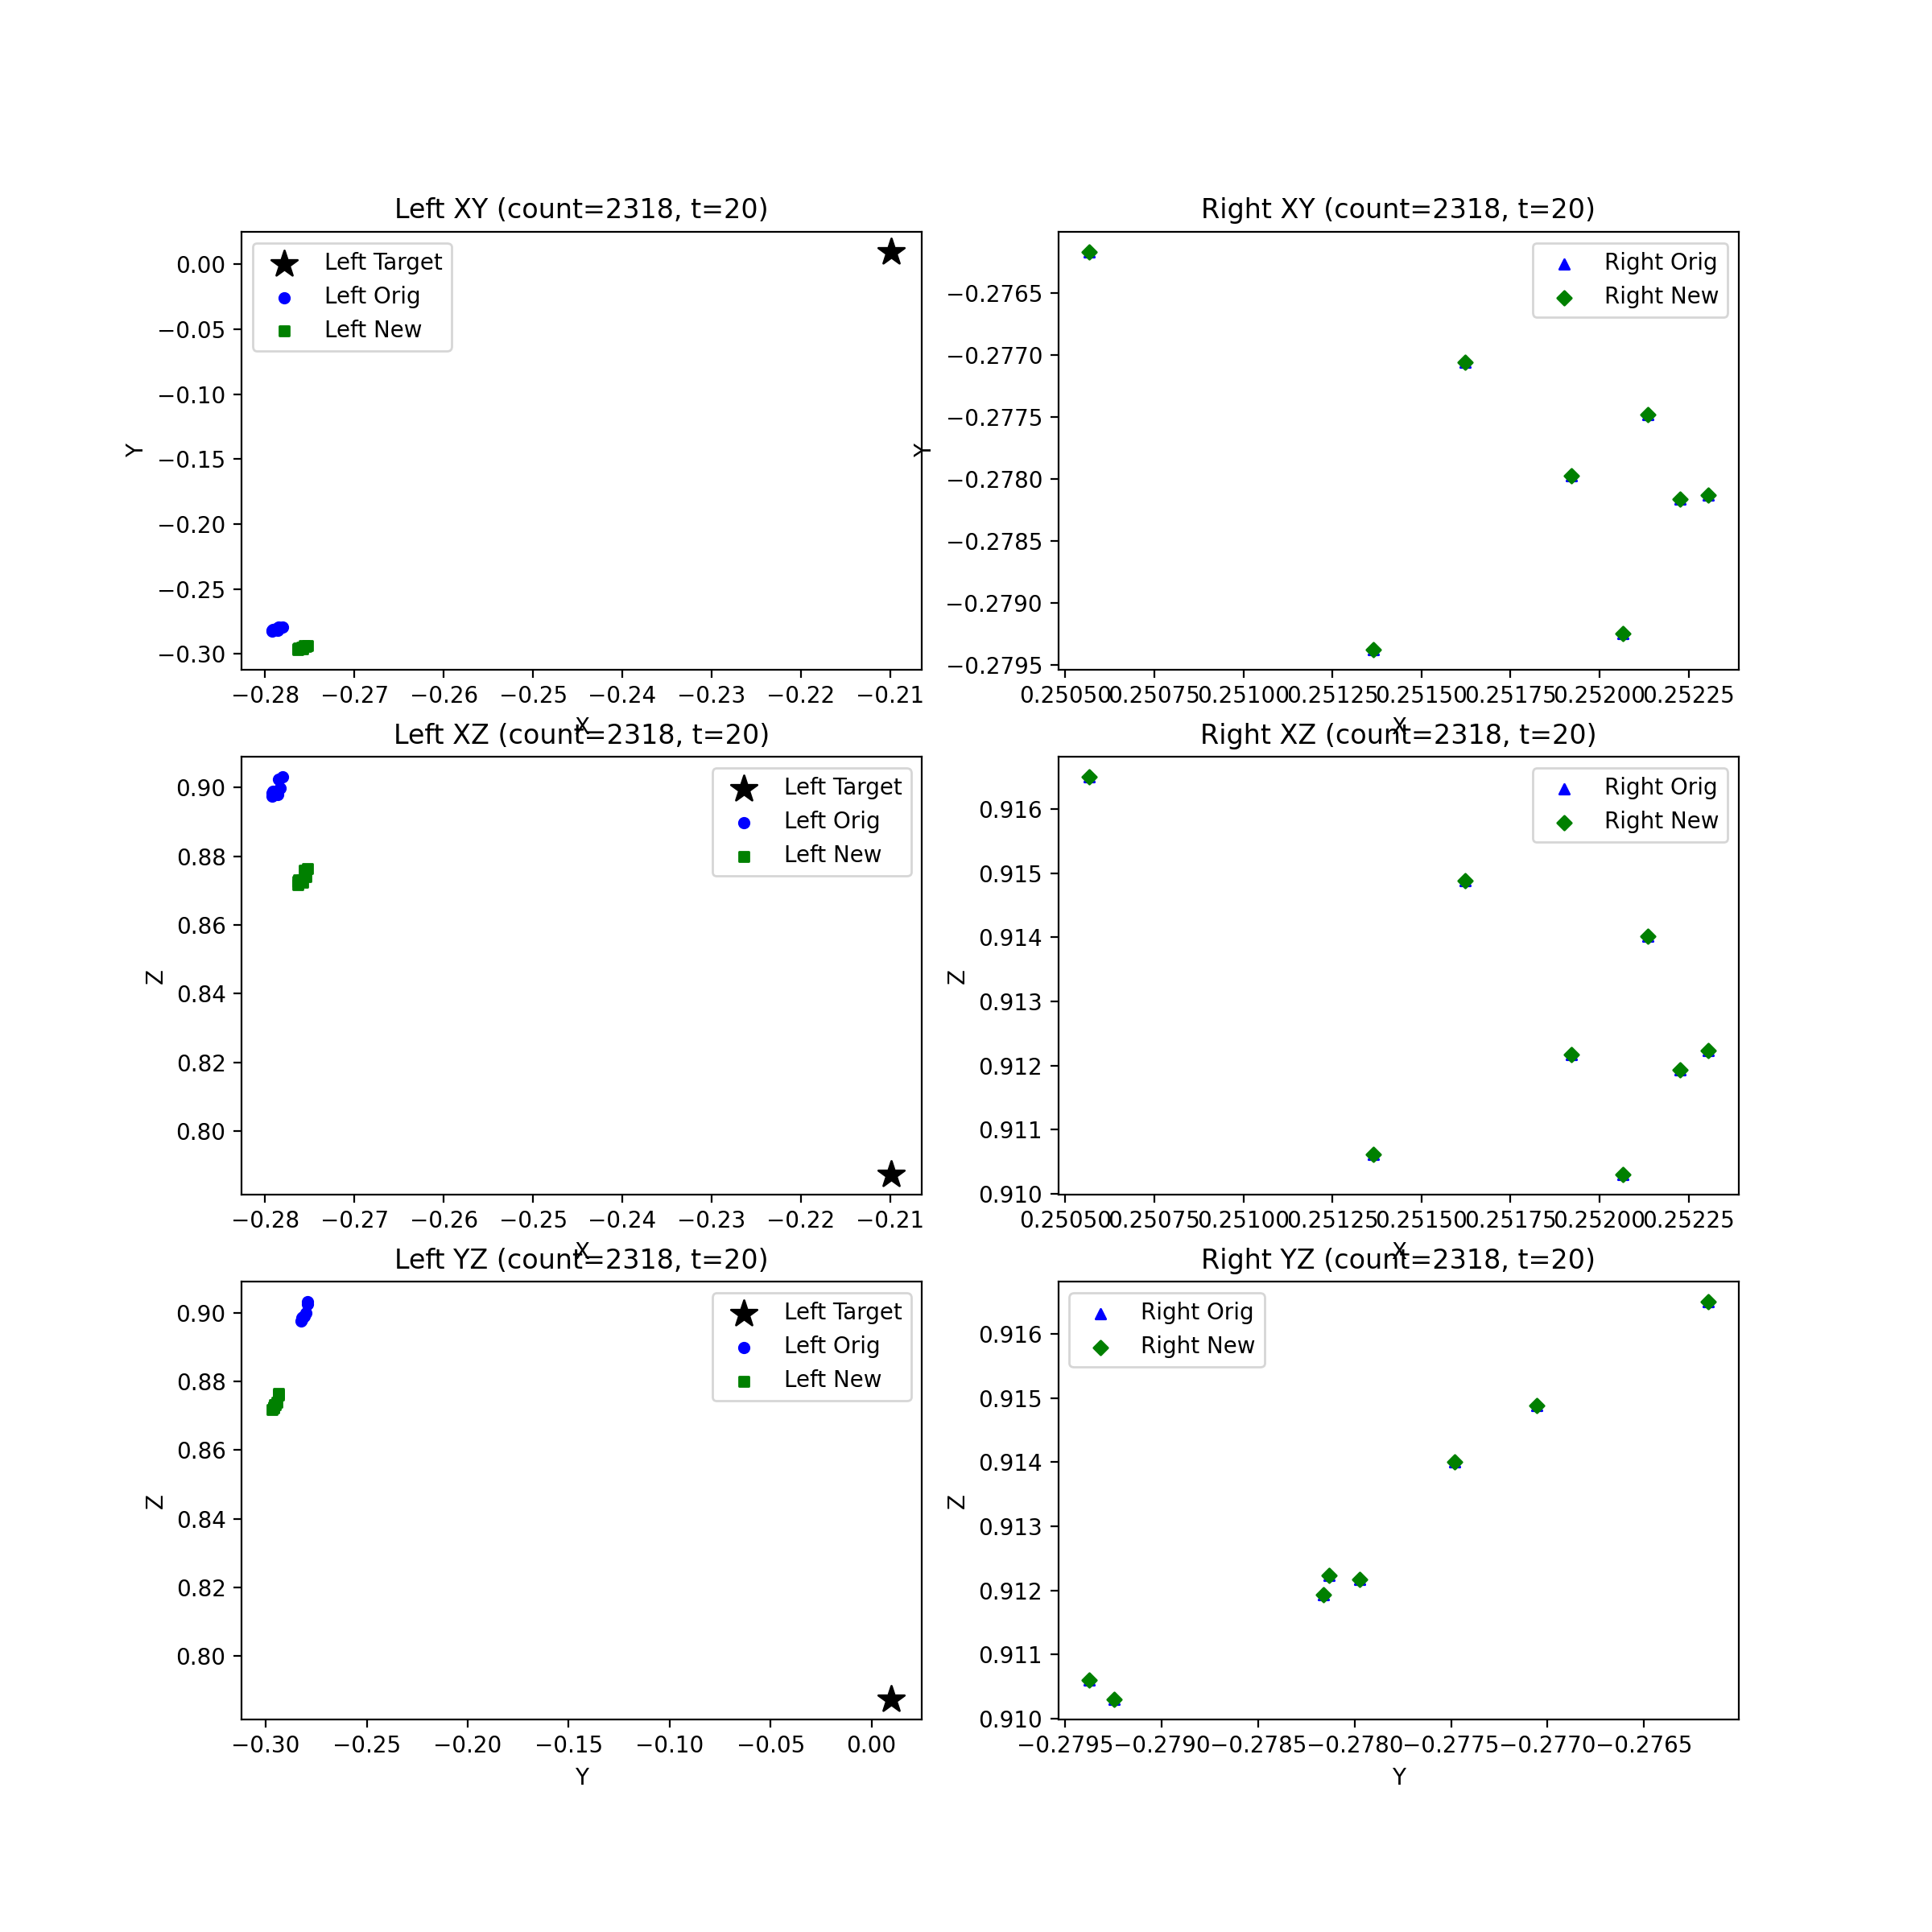 Left XY (count=2318, t=20)
Right XY (count=2318, t=20)
Left Target
Left Orig
Left New
Right Orig
Right New
Y
0.00
−0.05
−0.10
−0.15
−0.20
−0.25
−0.30
−0.28 −0.27 −0.26 −0.25 −0.24 −0.23 −0.22 −0.21
X
Y
−0.2765
−0.2770
−0.2775
−0.2780
−0.2785
−0.2790
−0.2795
0.25050 0.25075 0.25100 0.25125 0.25150 0.25175 0.25200 0.25225
X
Left XZ (count=2318, t=20)
Right XZ (count=2318, t=20)
Left Target
Left Orig
Left New
Right Orig
Right New
Z
0.90
0.88
0.86
0.84
0.82
0.80
−0.28 −0.27 −0.26 −0.25 −0.24 −0.23 −0.22 −0.21
X
Z
0.916
0.915
0.914
0.913
0.912
0.911
0.910
0.25050 0.25075 0.25100 0.25125 0.25150 0.25175 0.25200 0.25225
X
Left YZ (count=2318, t=20)
Right YZ (count=2318, t=20)
Left Target
Left Orig
Left New
Right Orig
Right New
Z
0.90
0.88
0.86
0.84
0.82
0.80
−0.30 −0.25 −0.20 −0.15 −0.10 −0.05 0.00
Y
Z
0.916
0.915
0.914
0.913
0.912
0.911
0.910
−0.2795 −0.2790 −0.2785 −0.2780 −0.2775 −0.2770 −0.2765
Y